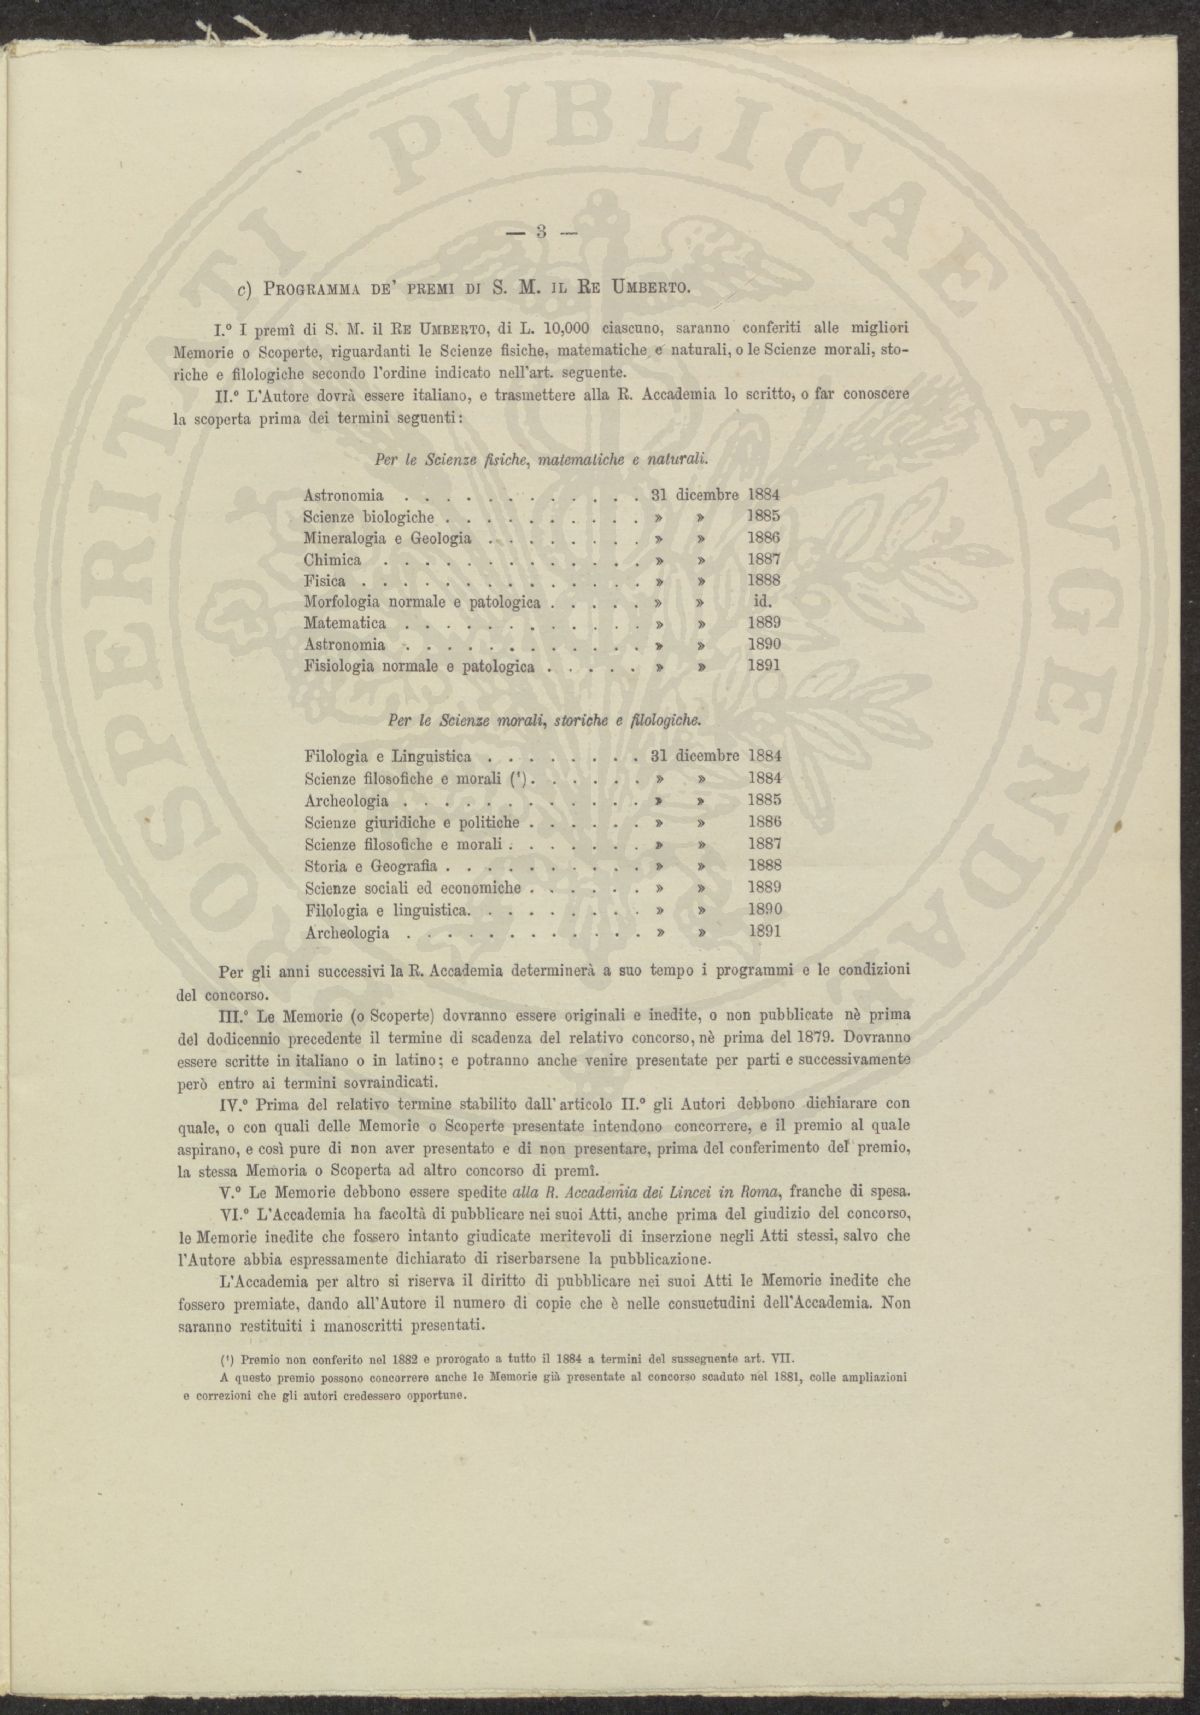 PROSPERITATI PVBLICAE AVGENDAE
— 3 —
c) Programma de' premi di S. M. il Re Umberto.
I.º I premî di S. M. il Re Umberto, di L. 10,000 ciascuno, saranno conferiti alle migliori
Memorie o Scoperte, riguardanti le Scienze fisiche, matematiche e naturali, o le Scienze morali, sto-
riche e filologiche secondo l'ordine indicato nell'art. seguente.
II.º L'Autore dovrà essere italiano, e trasmettere alla R. Accademia lo scritto, o far conoscere
la scoperta prima dei termini seguenti:
Per le Scienze fisiche, matematiche e naturali.
Astronomia . . . . . . . . . . . . 31 dicembre 1884
Scienze biologiche . . . . . . . . . . » » 1885
Mineralogia e Geologia . . . . . . . . » » 1886
Chimica . . . . . . . . . . . . . » » 1887
Fisica . . . . . . . . . . . . . . » » 1888
Morfologia normale e patologica . . . . . » » id.
Matematica . . . . . . . . . . . . » » 1889
Astronomia . . . . . . . . . . . . » » 1890
Fisiologia normale e patologica . . . . . » » 1891
Per le Scienze morali, storiche e filologiche.
Filologia e Linguistica . . . . . . . . 31 dicembre 1884
Scienze filosofiche e morali (¹) . . . . . . » » 1884
Archeologia . . . . . . . . . . . . » » 1885
Scienze giuridiche e politiche . . . . . . » » 1886
Scienze filosofiche e morali . . . . . . . » » 1887
Storia e Geografia . . . . . . . . . . » » 1888
Scienze sociali ed economiche . . . . . . » » 1889
Filologia e linguistica. . . . . . . . . » » 1890
Archeologia . . . . . . . . . . . . » » 1891
Per gli anni successivi la R. Accademia determinerà a suo tempo i programmi e le condizioni
del concorso.
III.º Le Memorie (o Scoperte) dovranno essere originali e inedite, o non pubblicate nè prima
del dodicennio precedente il termine di scadenza del relativo concorso, nè prima del 1879. Dovranno
essere scritte in italiano o in latino; e potranno anche venire presentate per parti e successivamente
però entro ai termini sovraindicati.
IV.º Prima del relativo termine stabilito dall'articolo II.º gli Autori debbono dichiarare con
quale, o con quali delle Memorie o Scoperte presentate intendono concorrere, e il premio al quale
aspirano, e così pure di non aver presentato e di non presentare, prima del conferimento del premio,
la stessa Memoria o Scoperta ad altro concorso di premî.
V.º Le Memorie debbono essere spedite alla R. Accademia dei Lincei in Roma, franche di spesa.
VI.º L'Accademia ha facoltà di pubblicare nei suoi Atti, anche prima del giudizio del concorso,
le Memorie inedite che fossero intanto giudicate meritevoli di inserzione negli Atti stessi, salvo che
l'Autore abbia espressamente dichiarato di riserbarsene la pubblicazione.
L'Accademia per altro si riserva il diritto di pubblicare nei suoi Atti le Memorie inedite che
fossero premiate, dando all'Autore il numero di copie che è nelle consuetudini dell'Accademia. Non
saranno restituiti i manoscritti presentati.
(¹) Premio non conferito nel 1882 e prorogato a tutto il 1884 a termini del susseguente art. VII.
A questo premio possono concorrere anche le Memorie già presentate al concorso scaduto nel 1881, colle ampliazioni
e correzioni che gli autori credessero opportune.